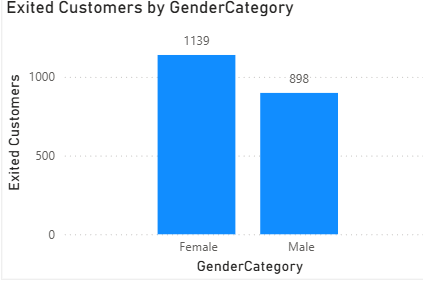 Exited Customers by GenderCategory
1139
898
1000
500
0
Exited Customers
Female Male
GenderCategory